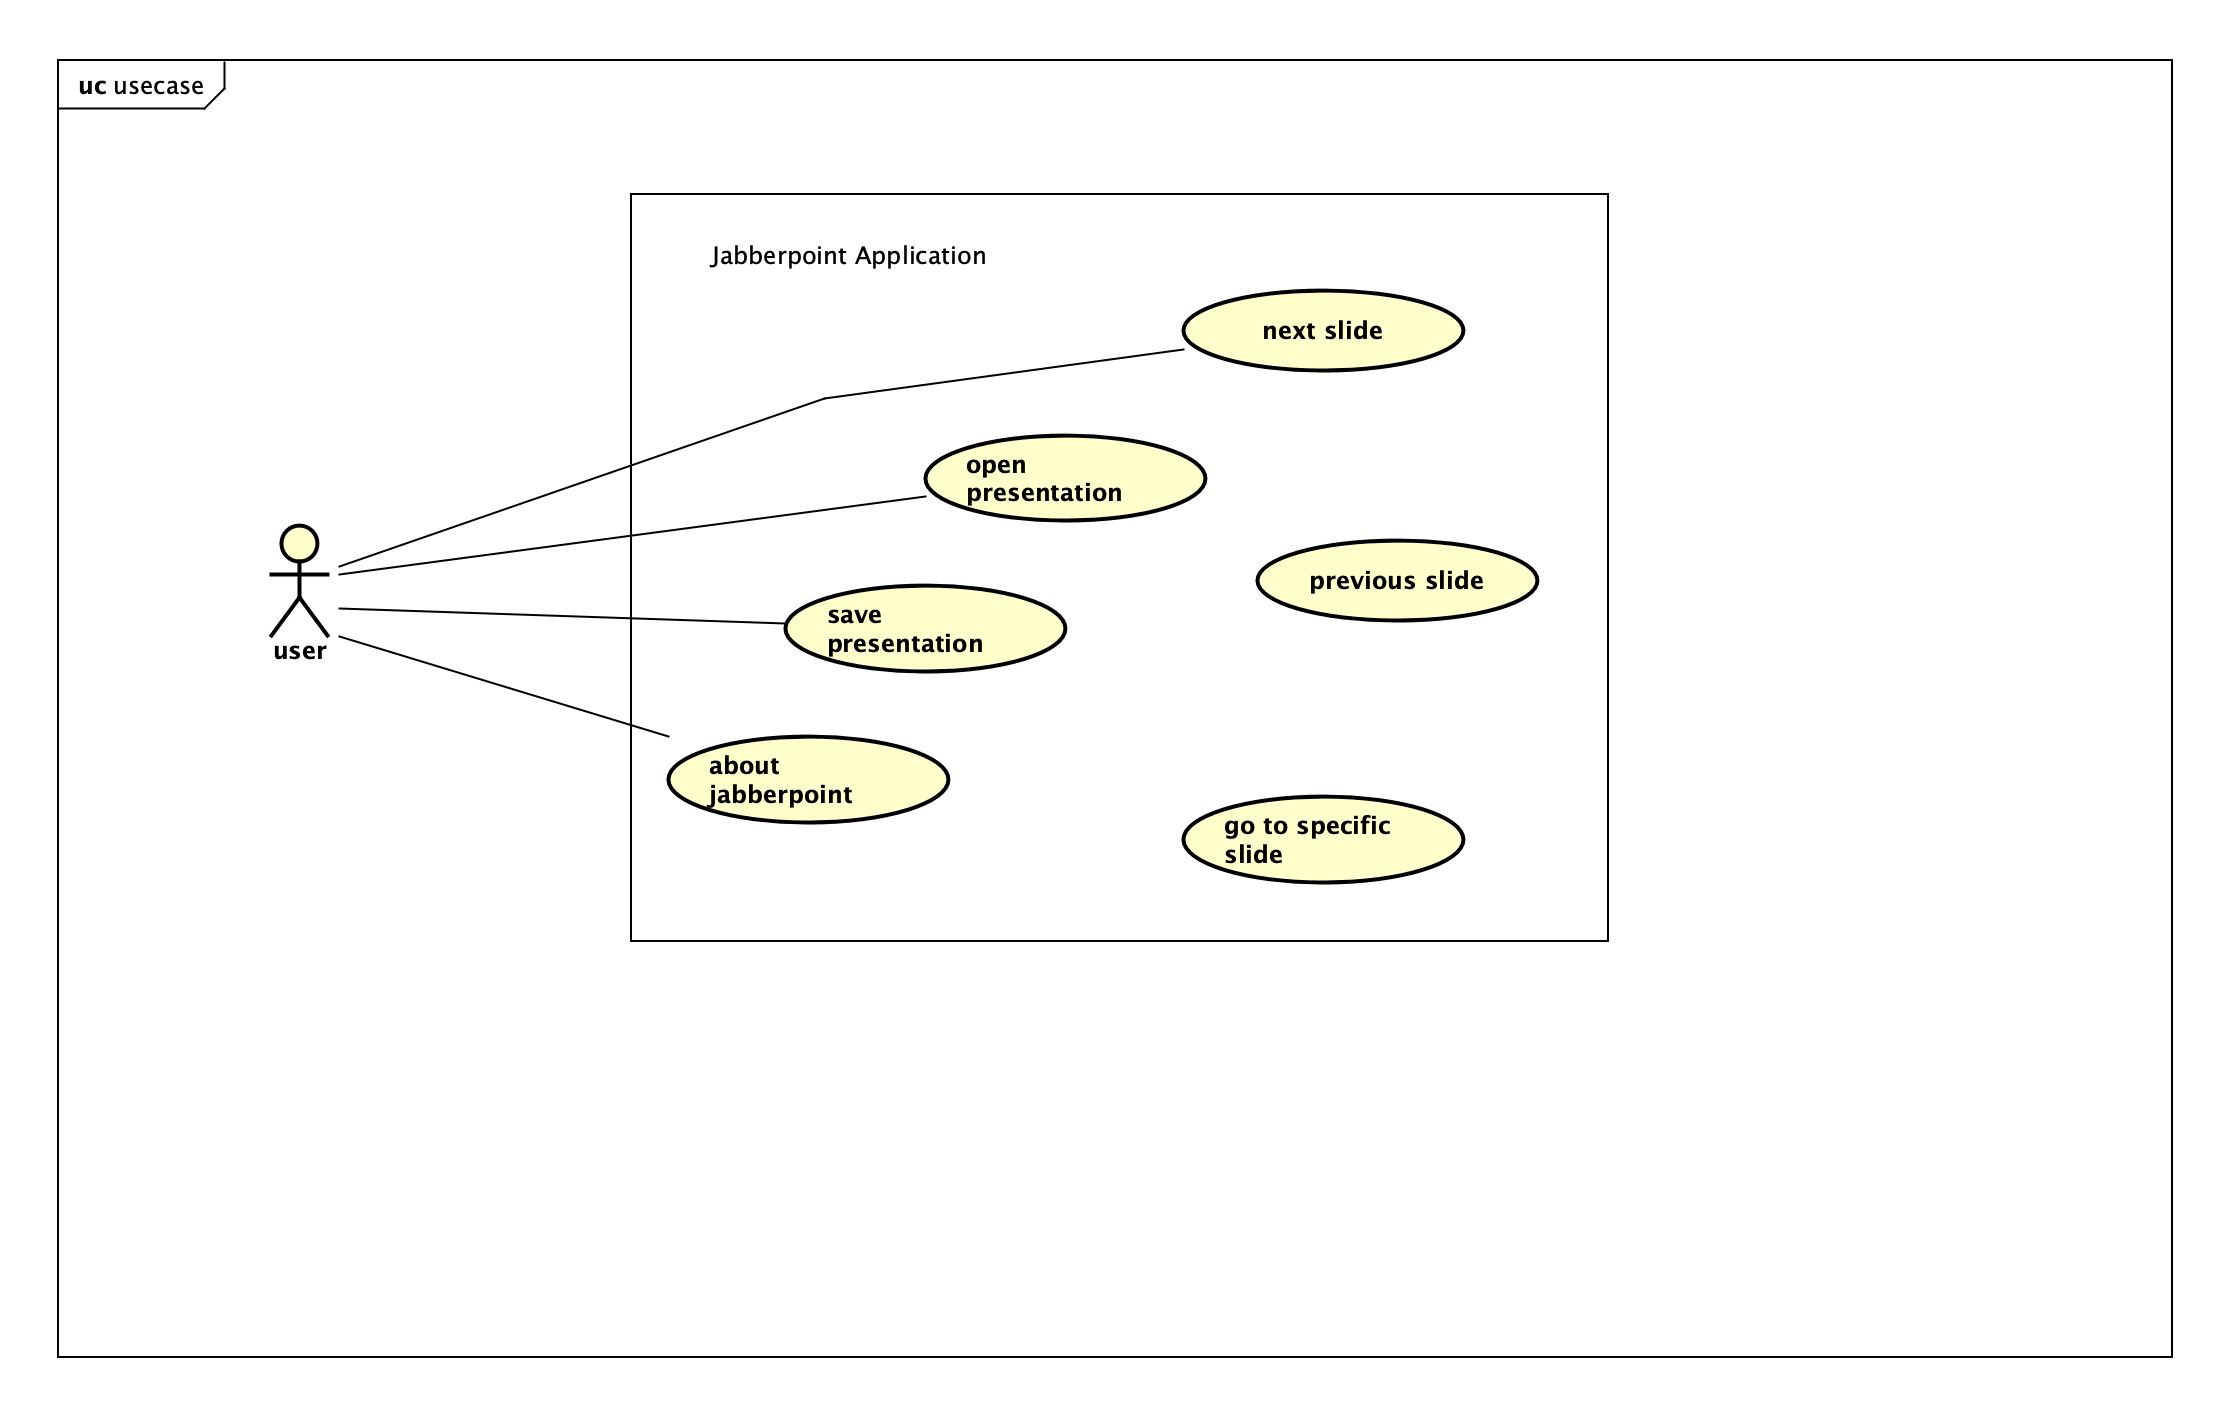 uc usecase
Jabberpoint Application
next slide
open
presentation
previous slide
save
presentation
user
about
jabberpoint
go to specific
slide